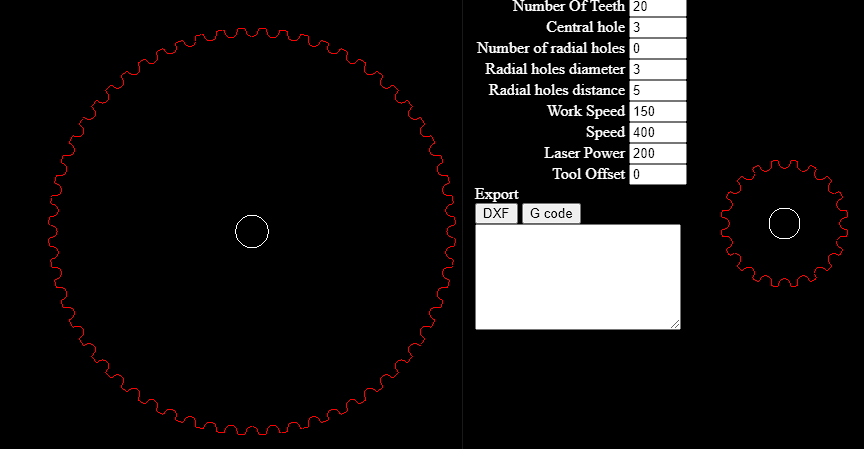 Number Of Teeth 20
Central hole 3
Number of radial holes 0
Radial holes diameter 3
Radial holes distance 5
Work Speed 150
Speed 400
Laser Power 200
Tool Offset 0
Export
DXF G code